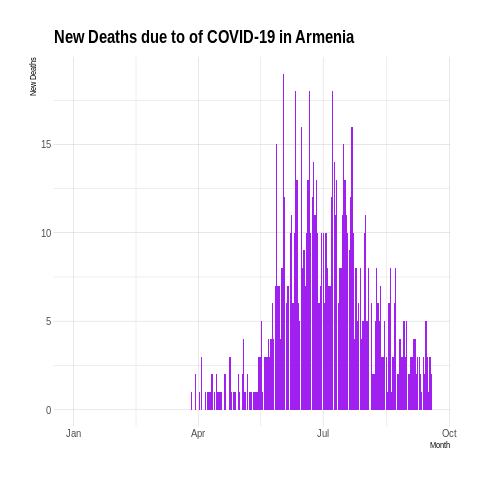 New Deaths due to of COVID-19 in Armenia
New Deaths
15
10
5
0
Jan Apr Jul Oct
Month